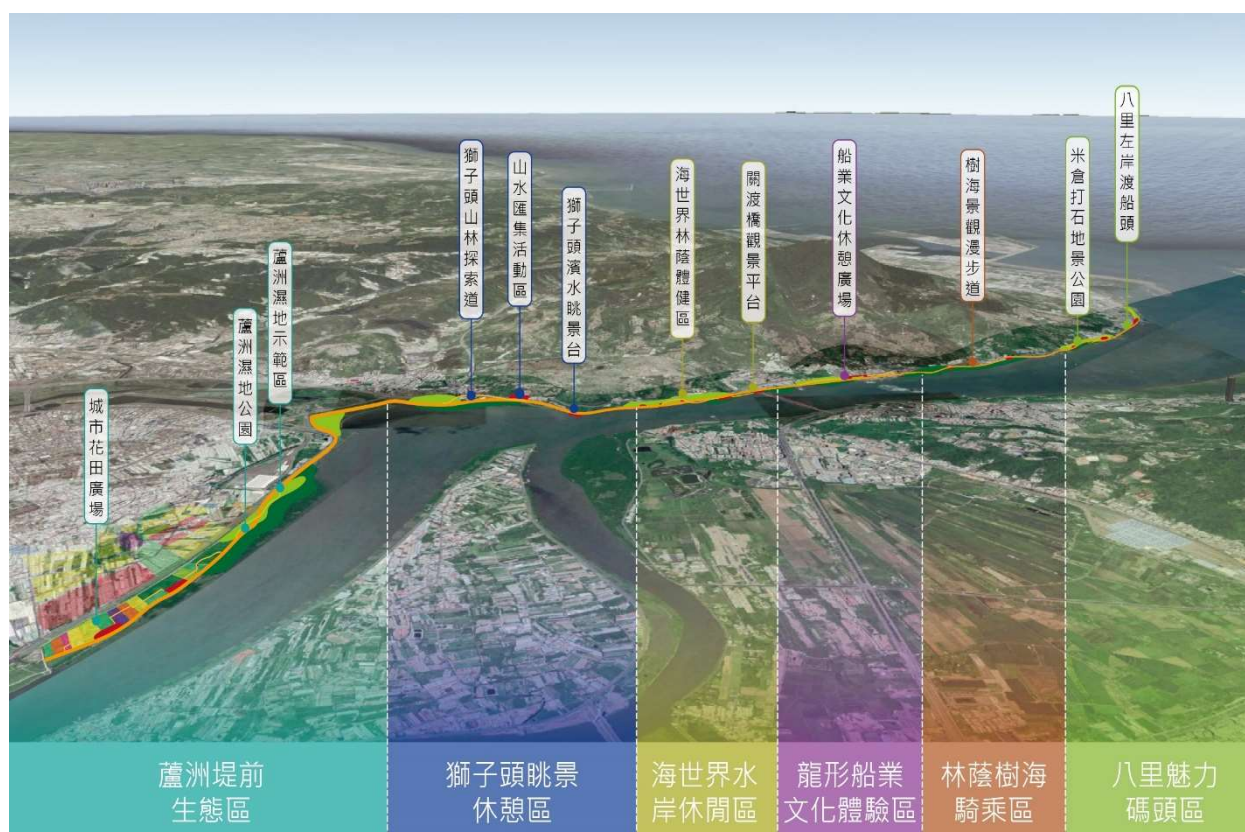 城市花田廣場
蘆洲濕地公園
蘆洲濕地示範區
獅子頭山林探索道
山水匯集活動區
獅子頭濱水眺景台
海世界林蔭體健區
關渡橋觀景平台
船業文化休憩廣場
樹海景觀漫步道
米倉打石地景公園
八里左岸渡船頭
蘆洲堤前
生態區
獅子頭眺景
休憩區
海世界水
岸休閒區
龍形船業
文化體驗區
林蔭樹海
騎乘區
八里魅力
碼頭區